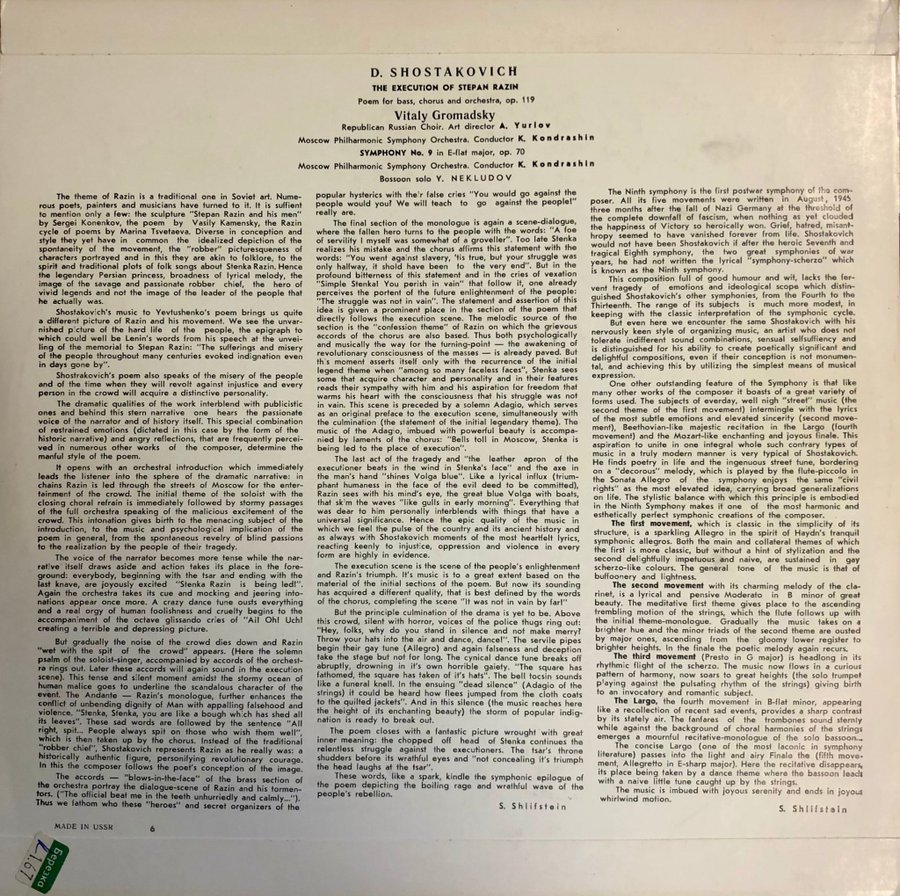 D. SHOSTAKOVICH
THE EXECUTION OF STEPAN RAZIN
Poem for bass, chorus and orchestra, op. 119
Vitaly Gromadsky
Republican Russian Choir. Art director A. Yurlov
Moscow Philharmonic Symphony Orchestra. Conductor K. Kondrashin
SYMPHONY No. 9 in E-flat major, op. 70
Moscow Philharmonic Symphony Orchestra. Conductor K. Kondrashin
Bossoon solo Y. NEKLUDOV
The theme of Razin is a traditional one in Soviet art. Nume-
rous poets, painters and musicians have turned to it. It is suffient
to mention only a few: the sculpture "Stepan Razin and his men"
by Sergei Konenkov, the poem by Vasily Kamensky, the Razin
cycle of poems by Marina Tsvetaeva. Diverse in conception and
style they yet have in common the idealized depiction of the
spontaneity of the movement, the "robber" picturesqueness of
characters portrayed and in this they are akin to folklore, to the
spirit and traditional plots of folk songs about Stenka Razin. Hence
the legendary Persian princess, broadness of lyrical melody, the
image of the savage and passionate robber chief, the hero of
vivid legends and not the image of the leader of the people that
he actually was.
Shostakovich's music to Yevtushenko's poem brings us quite
a different picture of Razin and his movement. We see the unvar-
nished picture of the hard life of the people, the epigraph to
which could well be Lenin's words from his speech at the unvei-
ling of the memorial to Stepan Razin: "The sufferings and misery
of the people throughout many centuries evoked indignation even
in days gone by".
Shostrakovich's poem also speaks of the misery of the people
and of the time when they will revolt against injustice and every
person in the crowd will acquire a distinctive personality.
The dramatic qualities of the work interblend with publicistic
ones and behind this stern narrative one hears the passionate
voice of the narrator and of history itself. This special combination
of restrained emotions (dictated in this case by the form of the
historic narrative) and angry reflections, that are frequently percei-
ved in numerous other works of the composer, determine the
manful style of the poem.
It opens with an orchestral introduction which immediately
leads the listener into the sphere of the dramatic narrative: in
chains Razin is led through the streets of Moscow for the enter-
tainment of the crowd. The initial theme of the soloist with the
closing choral refrain is immediately followed by stormy passages
of the full orchestra speaking of the malicious excitement of the
crowd. This intonation gives birth to the menacing subject of the
introduction, to the music and psychological implication of the
poem in general, from the spontaneous revelry of blind passions
to the realization by the people of their tragedy.
The voice of the narrator becomes more tense while the nar-
rative itself draws aside and action takes its place in the fore-
ground: everybody, beginning with the tsar and ending with the
last knave, are joyously excited "Stenka Razin is being led!".
Again the orchestra takes its cue and mocking and jeering into-
nations appear once more. A crazy dance tune ousts everything
and a real orgy of human foolishness and cruelty begins to the
accompaniment of the octave glissando cries of "Ai! Oh! Uch!
creating a terrible and depressing picture.
But gradually the noise of the crowd dies down and Razin
"wet with the spit of the crowd" appears. (Here the solemn
psalm of the soloist-singer, accompanied by accords of the orchest-
ra rings out. Later these accords will again sound in the execution
scene). This tense and silent moment amidst the stormy ocean of
human malice goes to underline the scandalous character of the
event. The Andante — Razin's monologue, further enhances the
conflict of unbending dignity of Man with appalling falsehood and
violence. "Stenka, Stenka, you are like a bough which has shed all
its leaves". These sad words are followed by the sentence "All
right, spit... People always spit on those who wish them well",
which is then taken up by the chorus. Instead of the traditional
"robber chief", Shostakovich represents Razin as he really was: a
historically authentic figure, personifying revolutionary courage.
In this the composer follows the poet's conception of the image.
The accords — "blows-in-the-face" of the brass section of
the orchestra portray the dialogue-scene of Razin and his tormen-
tors. ("The official beat me in the teeth unhurriedly and calmly...").
Thus we fathom who these "heroes" and secret organizers of the
popular hysterics with the'r false cries "You would go against the
people would you? We will teach to go against the people!"
really are.
The final section of the monologue is again a scene-dialogue,
where the fallen hero turns to the people with the words: "A foe
of servility I myself was somewhat of a groveller". Too late Stenka
realizes his mistake and the chorus affirms this statement with the
words: "You went against slavery, 'tis true, but your struggle was
only halfway, it shold have been to the very end". But in the
profound bitterness of this statement and in the cries of vexation
"Simple Stenka! You perish in vain" that follow it, one already
perceives the portent of the future enlightenment of the people:
"The struggle was not in vain". The statement and assertion of this
idea is given a prominent place in the section of the poem that
directly follows the execution scene. The melodic source of the
section is the "confession theme" of Razin on which the grievous
accords of the chorus are also based. Thus both psychologically
and musically the way for the turning-point — the awakening of
revolutionary consciousness of the masses — is already paved. But
th's moment asserts itself only with the recurrence of the initial
legend theme when "among so many faceless faces", Stenka sees
some that acquire character and personality and in their features
reads their sympathy with him and his aspiration for freedom that
warms his heart with the consciousness that his struggle was not
in vain. This scene is preceded by a solemn Adagio, which serves
as an original preface to the execution scene, simultaneously with
the culmination (the statement of the initial legendary theme). The
music of the Adagio, imbued with powerful beauty is accompa-
nied by laments of the chorus: "Bells toll in Moscow, Stenka is
being led to the place of execution".
The last act of the tragedy and "the leather apron of the
executioner beats in the wind in Stenka's face" and the axe in
the man's hand "shines Volga blue". Like a lyrical influx (trium-
phant humaness in the face of the evil deed to be committed),
Razin sees with his mind's eye, the great blue Volga with boats,
that sk'm the waves "like gulls in early morning". Everything that
was dear to him personally interblends with things that have a
universal significance. Hence the epic quality of the music in
which we feel the pulse of the country and its ancient history and
as always with Shostakovich moments of the most heartfelt lyrics,
reacting keenly to injustice, oppression and violence in every
form are highly in evidence.
The execution scene is the scene of the people's enlightenment
and Razin's triumph. It's music is to a great extent based on the
material of the initial sections of the poem. But now its sounding
has acquired a different quality, that is best defined by the words
of the chorus, completing the scene "It was not in vain by far!"
But the principle culmination of the drama is yet to be. Above
this crowd, silent with horror, voices of the police thugs ring out:
"Hey, folks, why do you stand in silence and not make merry?
Throw your hats into the air and dance, dance!". The servile pipes
begin their gay tune (Allegro) and again falseness and deception
take the stage but not for long. The cynical dance tune breaks off
abruptly, drowning in it's own horrible gaiety. "The square has
fathomed, the square has taken of it's hats". The bell tocsin sounds
like a funeral knell. In the ensuing "dead silence" (Adagio of the
strings) it could be heard how flees jumped from the cloth coats
to the quilted jackets". And in this silence (the music reaches here
the height of its enchanting beauty) the storm of popular indig-
nation is ready to break out.
The poem closes with a fantastic picture wrought with great
inner meaning: the chopped off head of Stenka continues the
relentless struggle against the executioners. The tsar's throne
shudders before its wrathful eyes and "not concealing it's triumph
the head laughs at the tsar".
These words, like a spark, kindle the symphonic epilogue of
the poem depicting the boiling rage and wrathful wave of the
people's rebellion.
S. Shlifstein
The Ninth symphony is the first postwar symphony of the com-
poser. All its five movements were written in August, 1945
three months after the fall of Nazi Germany at the threshold of
the complete downfall of fascism, when nothing as yet clouded
the happiness of Victory so heroically won. Grief, hatred, misant-
hropy seemed to have vanished forever from life. Shostakovich
would not have been Shostakovich if after the heroic Seventh and
tragical Eighth symphony, the two great symphonies of war
years, he had not written the lyrical "symphony-scherzo" which
is known as the Ninth symphony.
This composition full of good humour and wit, lacks the fer-
vent tragedy of emotions and ideological scope which distin-
guished Shostakovich's other symphonies, from the Fourth to the
Thirteenth. The range of its subjects is much more modest, in
keeping with the classic interpretation of the symphonic cycle.
But even here we encounter the same Shostakovich with his
nervously keen style of organizing music, an artist who does not
tolerate indifferent sound combinations, sensual selfsuffiency and
is distinguished for his ability to create poetically significant and
delightful compositions, even if their conception is not monumen-
tal, and achieving this by utilizing the simplest means of musical
expression.
One other outstanding feature of the Symphony is that like
many other works of the composer it boasts of a great variety of
forms used. The subjects of everday, well nigh "street" music (the
second theme of the first movement) intermingle with the lyrics
of the most subtle emotions and elevated sincerity (second move-
ment), Beethovian-like majestic recitation in the Largo (fourth
movement) and the Mozart-like enchanting and joyous finale. This
aspiration to unite in one integral whole such contrary types of
music in a truly modern manner is very typical of Shostakovich.
He finds poetry in life and the ingenuous street tune, bordering
on a "decorous" melody, which is played by the flute-piccolo in
the Sonata Allegro of the symphony enjoys the same "civil
rights" as the most elevated idea, carrying broad generalizations
on life. The stylistic balance with which this principle is embodied
in the Ninth Symphony makes it one of the most harmonic and
esthefically perfect symphonic creations of the composer.
The first movement, which is classic in the simplicity of its
structure, is a sparkling Allegro in the spirit of Haydn's tranquil
symphonic allegros. Both the main and collateral themes of which
the first is more classic, but without a hint of stylization and the
second delightfully impetuous and naive, are sustained in gay
scherzo-like colours. The general tone of the music is that of
buffoonery and lighness.
The second movement with its charming melody of the cla-
rinet, is a lyrical and pensive Moderato in B minor of great
beauty. The meditative first theme gives place to the ascending
trembling motion of the strings, which the flute follows up with
the initial theme-monologue. Gradually the music takes on a
brighter hue and the minor triads of the second theme are ousted
by major ones, ascending from the gloomy lower register to
brighter heights. In the finale the poetic melody again recurs.
The third movement (Presto in G major) is headlong in its
rhythmic flight of the scherzo. The music now flows in a curious
pattern of harmony, now soars to great heights (the solo trumpet
playing against the pulsating rhythm of the strings) giving birth
to an invocatory and romantic subject.
The Largo, the fourth movement in B-flat minor, appearing
like a recollection of recent sad events, provides a sharp contrast
by its stately air. The fanfares of the trombones sound sternly
while against the background of choral harmonies of the strings
emerges a mournful recitative-monologue of the solo bassoon...
The concise Largo (one of the most laconic in symphony
literature) passes into the light and airy Finale (the fifth move-
ment, Allegretto in E-sharp major). Here the recitative disappears,
its place being taken by a dance theme where the bassoon leads
with a naive little tune caught up by the strings.
The music is imbued with joyous serenity and ends in joyous
whirlwind motion.
S. Shlifstein
MADE IN USSR 6
Березка